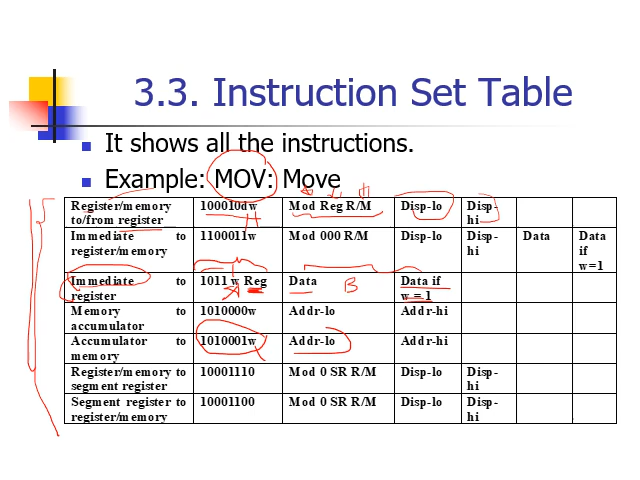 3.3. Instruction Set Table
It shows all the instructions.
Example: MOV: Move
Register/memory to/from register 100010dw Mod Reg R/M Disp-lo Disp-hi
Immediate to register/memory 1100011w Mod 000 R/M Disp-lo Disp-hi Data Data if w=1
Immediate to register 1011 w Reg Data Data if w = 1
B
Memory to accumulator 1010000w Addr-lo Addr-hi
Accumulator to memory 1010001w Addr-lo Addr-hi
Register/memory to segment register 10001110 Mod 0 SR R/M Disp-lo Disp-hi
Segment register to register/memory 10001100 Mod 0 SR R/M Disp-lo Disp-hi